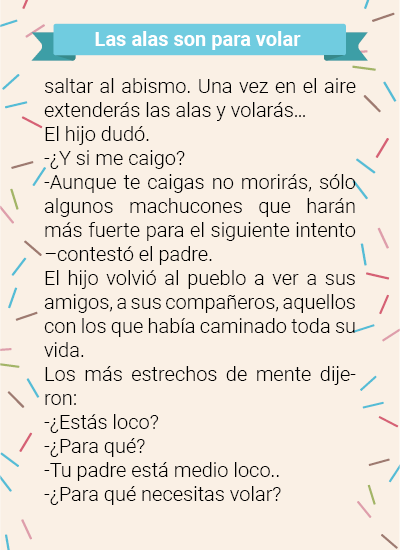 Las alas son para volar
saltar al abismo. Una vez en el aire
extenderás las alas y volarás...
El hijo dudó.
-¿Y si me caigo?
-Aunque te caigas no morirás, sólo
algunos machucones que harán
más fuerte para el siguiente intento
–contestó el padre.
El hijo volvió al pueblo a ver a sus
amigos, a sus compañeros, aquellos
con los que había caminado toda su
vida.
Los más estrechos de mente dije-
ron:
-¿Estás loco?
-¿Para qué?
-Tu padre está medio loco..
-¿Para qué necesitas volar?